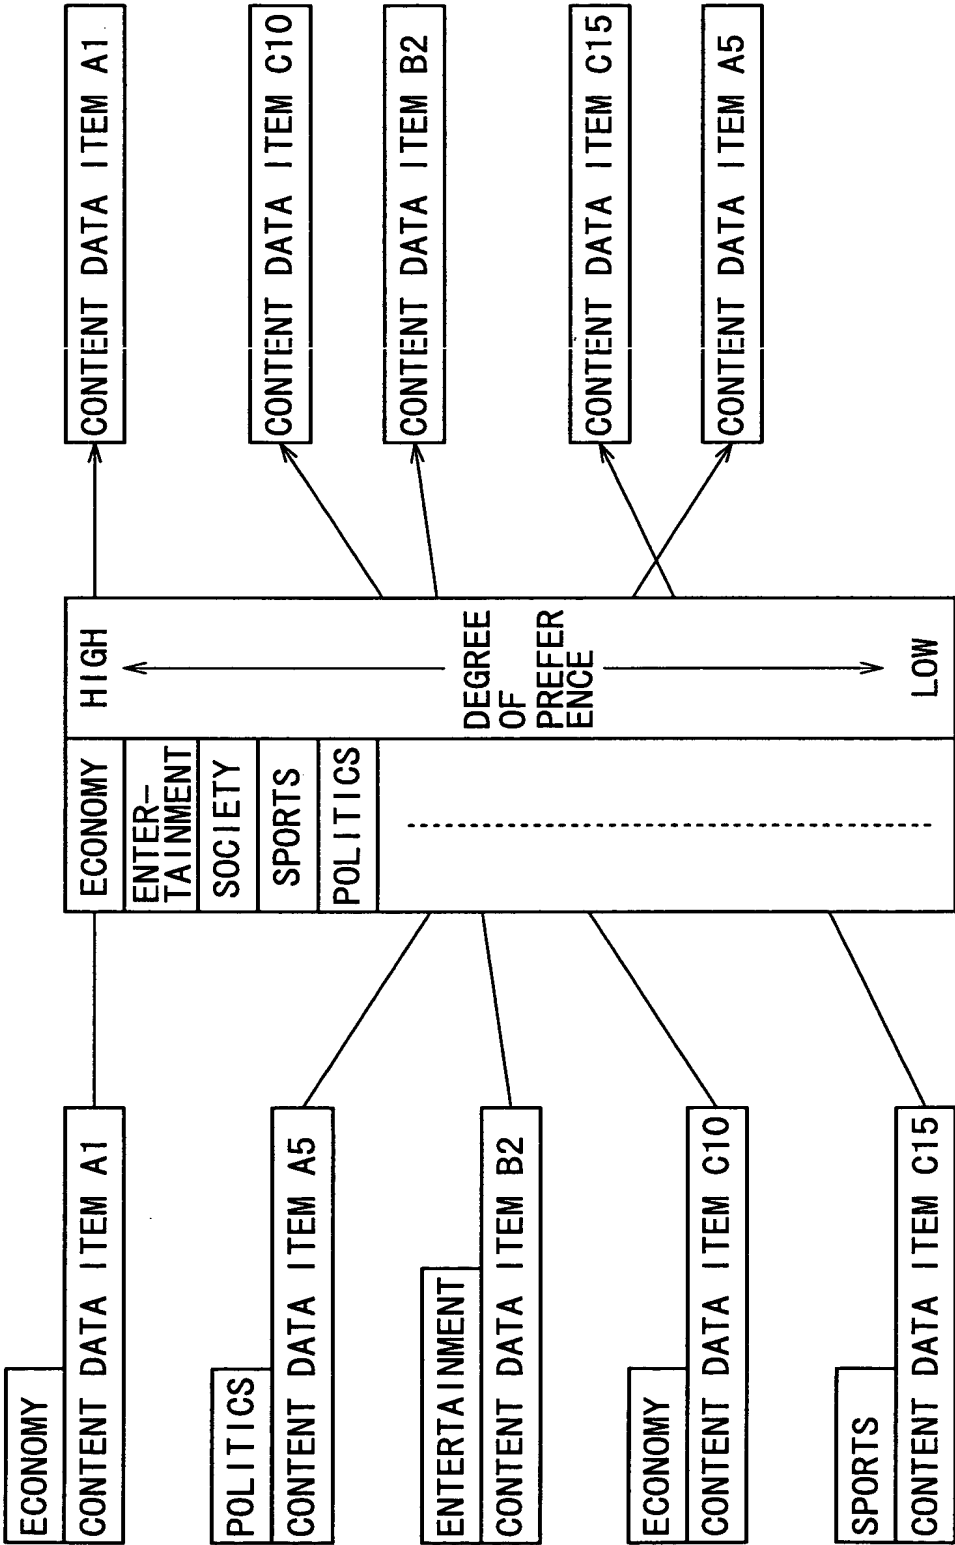 ECONOMY
CONTENT DATA ITEM A1
POLITICS
CONTENT DATA ITEM A5
ENTERTAINMENT
CONTENT DATA ITEM B2
ECONOMY
CONTENT DATA ITEM C10
SPORTS
CONTENT DATA ITEM C15
ECONOMY
ENTER-
TAINMENT
SOCIETY
SPORTS
POLITICS
HIGH
DEGREE
OF
PREFER
ENCE
LOW
CONTENT DATA ITEM A1
CONTENT DATA ITEM C10
CONTENT DATA ITEM B2
CONTENT DATA ITEM C15
CONTENT DATA ITEM A5